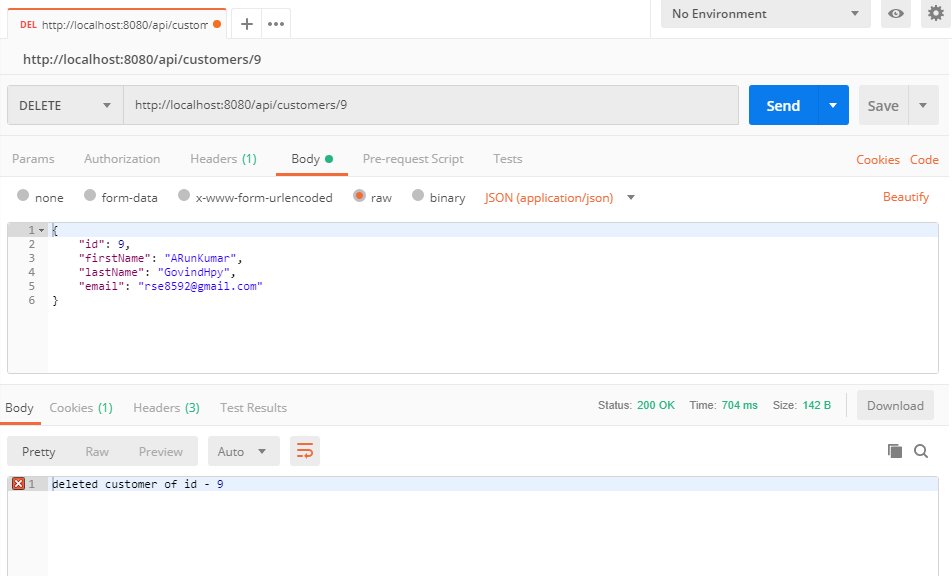 DEL http://localhost:8080/api/custom
No Environment
http://localhost:8080/api/customers/9
DELETE http://localhost:8080/api/customers/9 Send Save
Params Authorization Headers (1) Body Pre-request Script Tests Cookies Code
none form-data x-www-form-urlencoded raw binary JSON (application/json) Beautify
1 {
2 "id": 9,
3 "firstName": "ARunKumar",
4 "lastName": "GovindHpy",
5 "email": "rse8592@gmail.com"
6 }
Body Cookies (1) Headers (3) Test Results Status: 200 OK Time: 704 ms Size: 142 B Download
Pretty Raw Preview Auto
1 deleted customer of id - 9